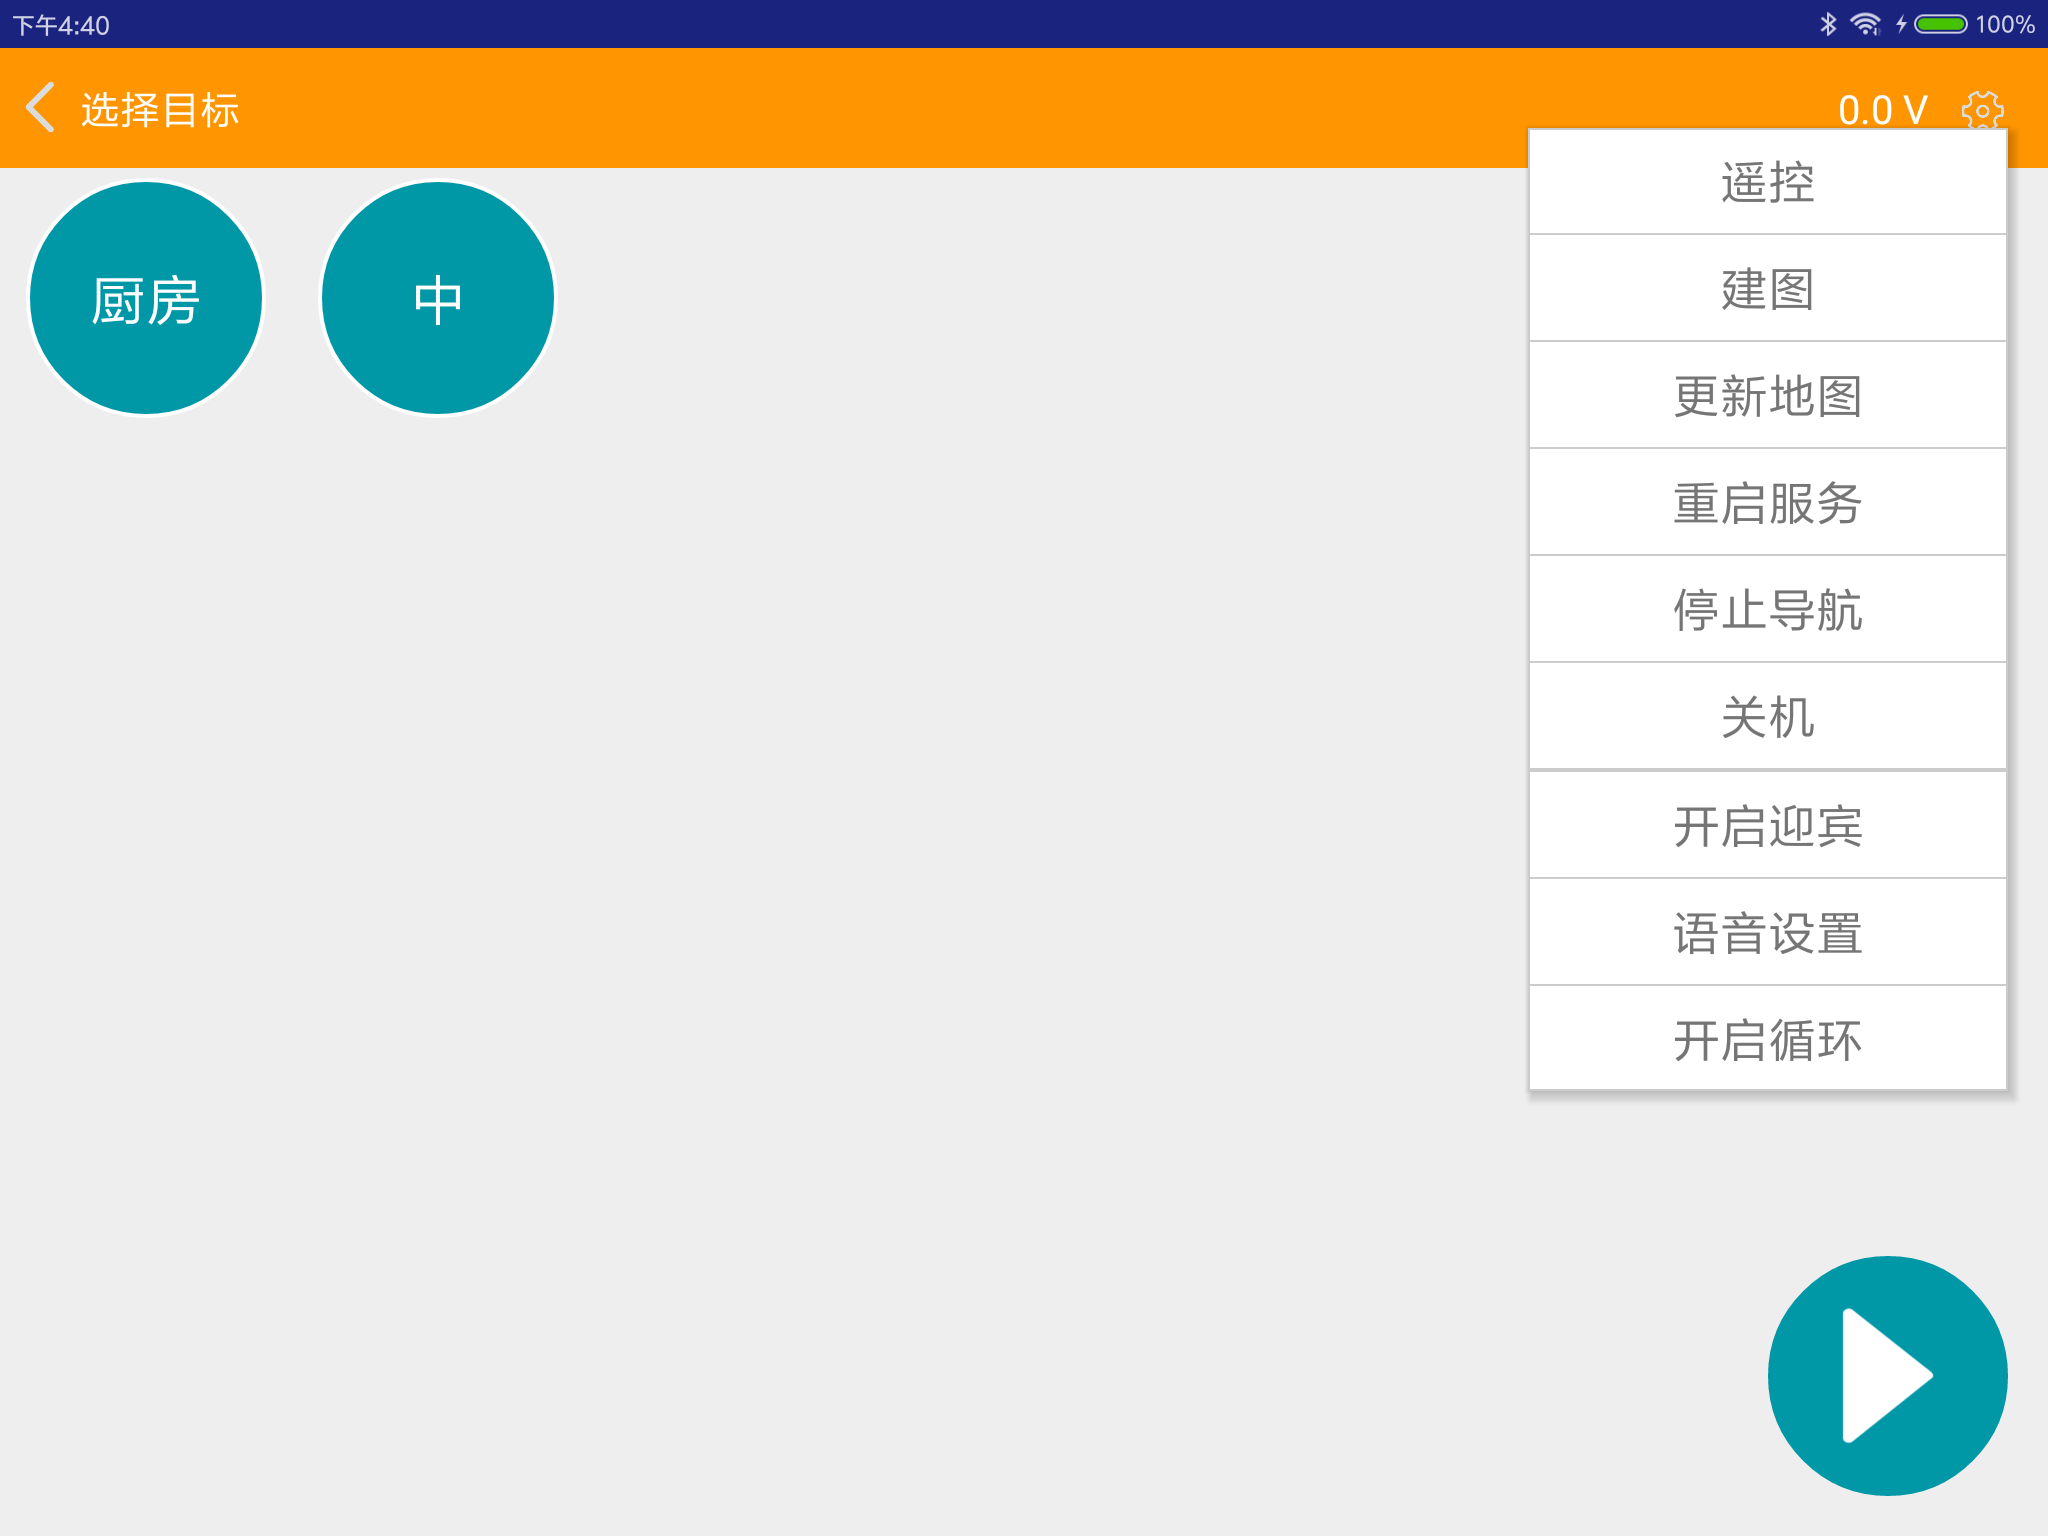 下午4:40
100%
选择目标
0.0 V
厨房
中
遥控
建图
更新地图
重启服务
停止导航
关机
开启迎宾
语音设置
开启循环